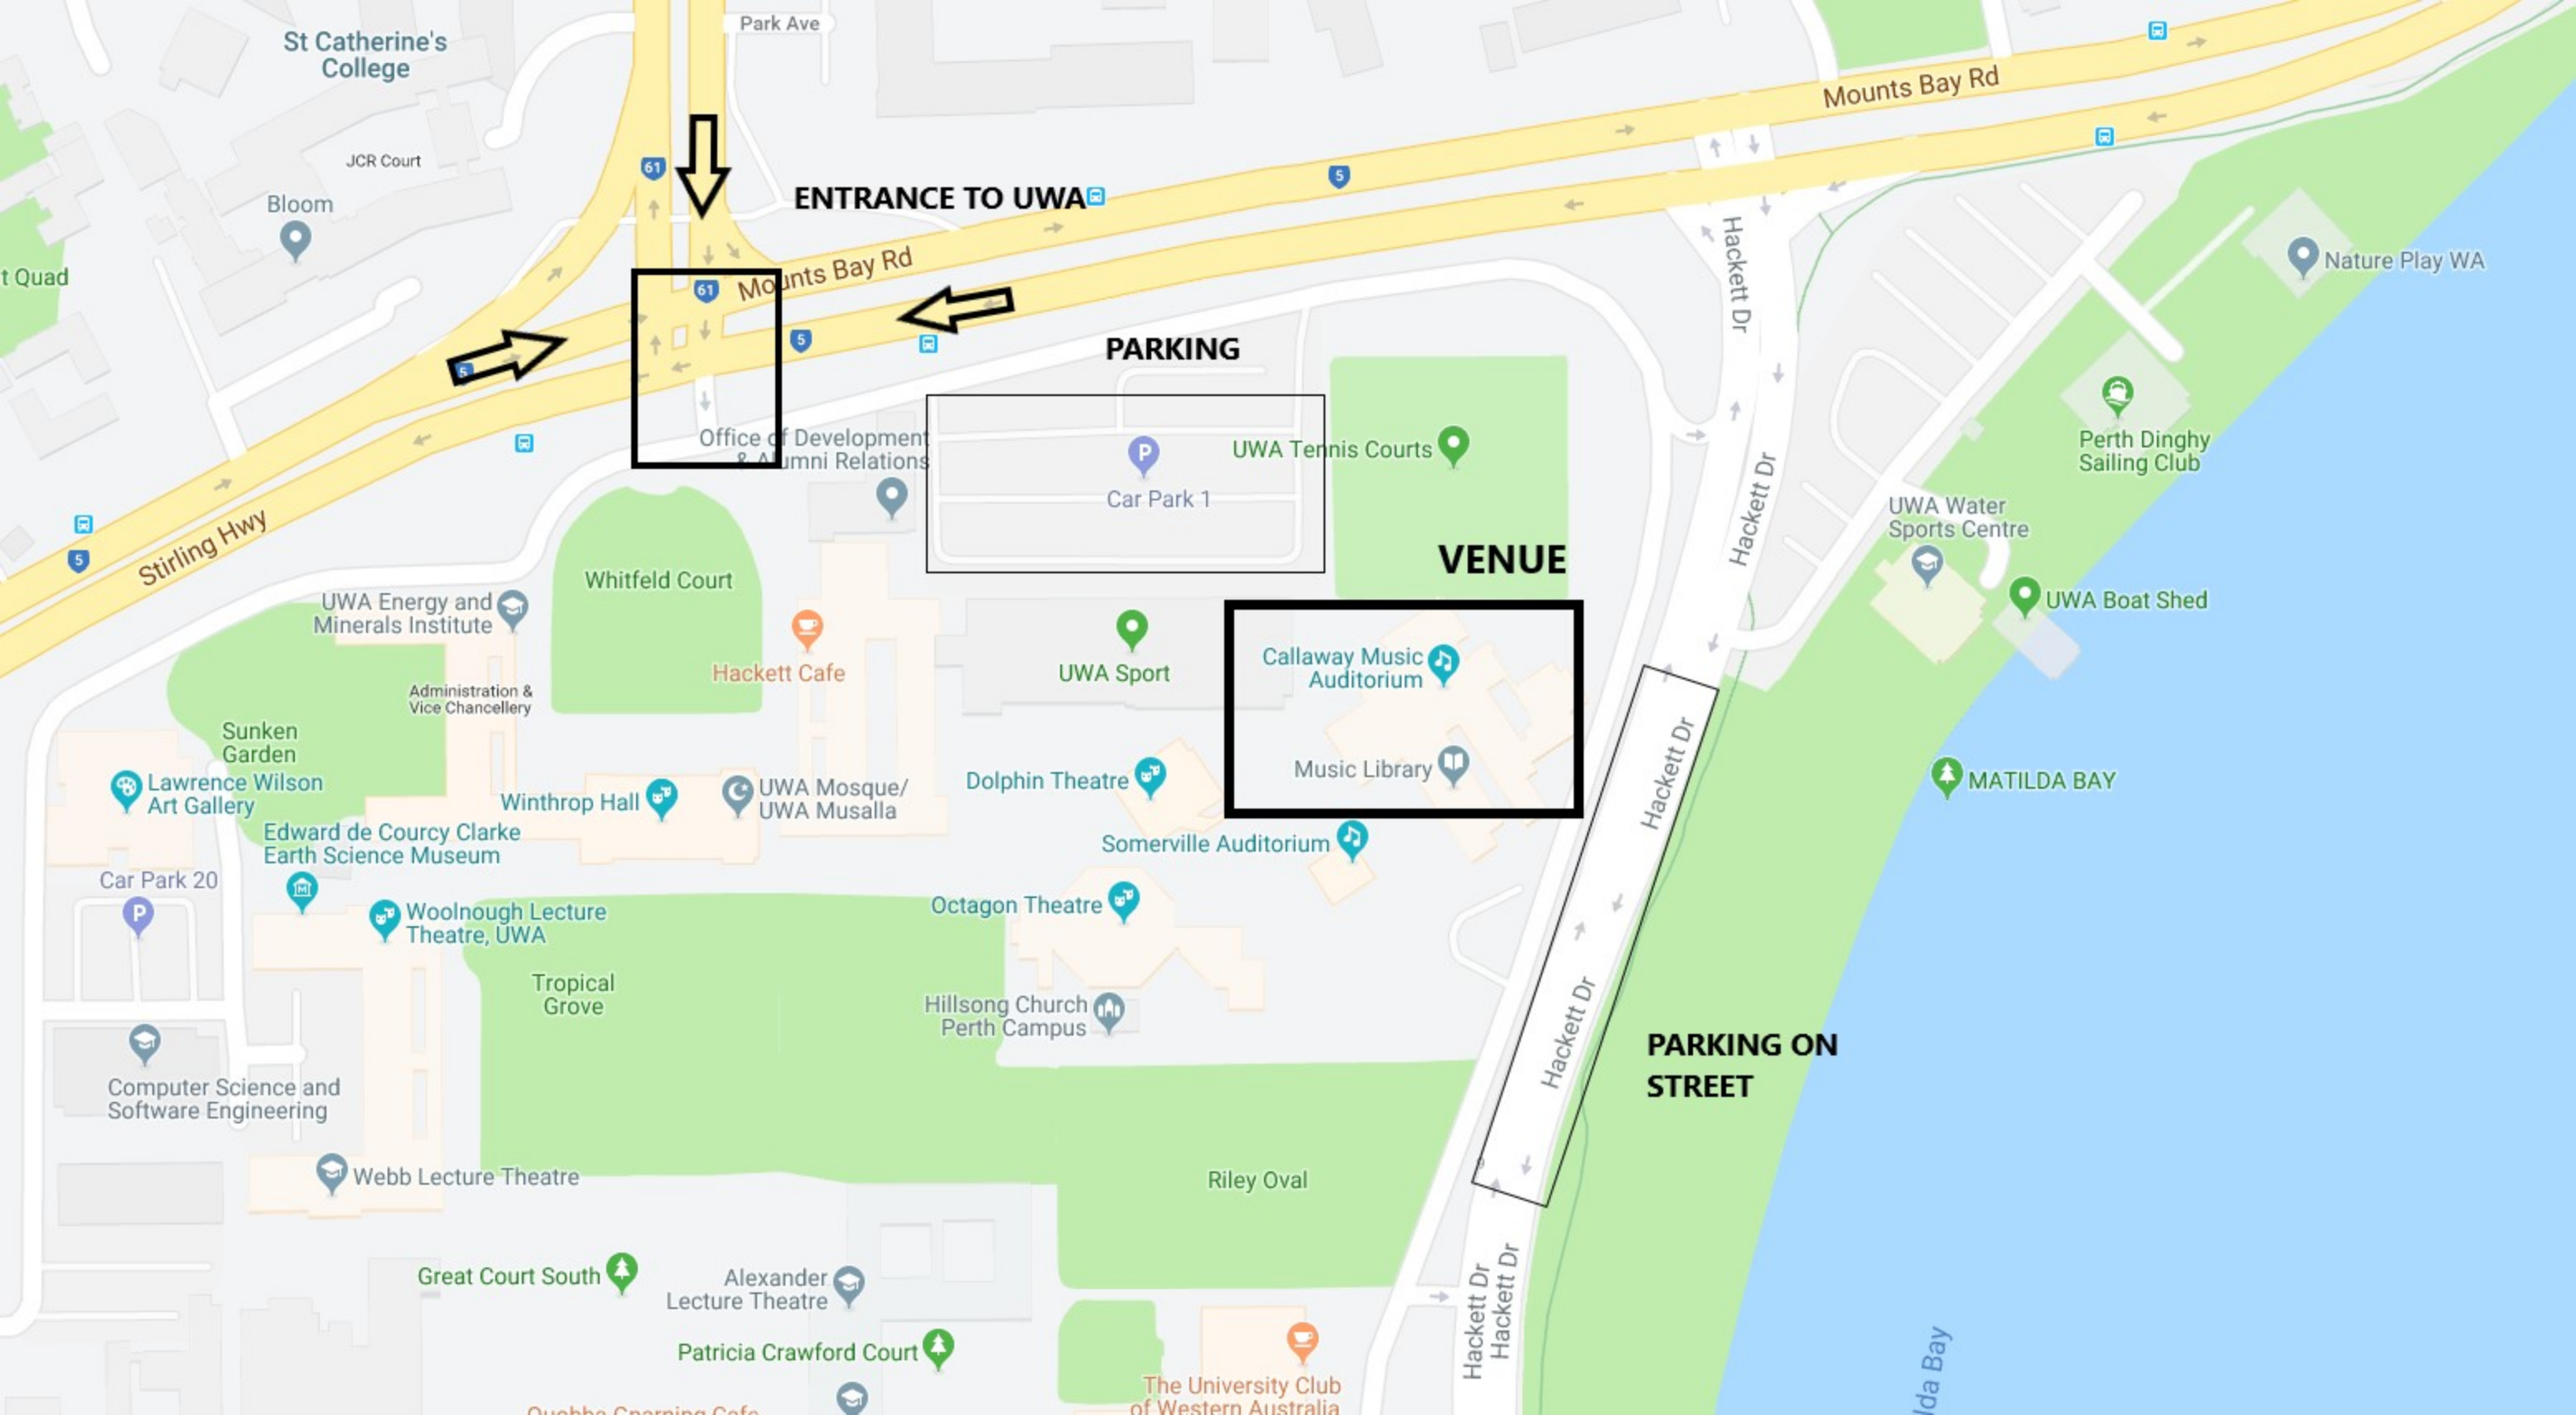 Park Ave
St Catherine's
College
Mounts Bay Rd
JCR Court
61
5
ENTRANCE TO UWA
Bloom
Hackett Dr
Nature Play WA
t Quad
Mounts Bay Rd
61
5
5
PARKING
Perth Dinghy
Sailing Club
Office of Development
& Alumni Relations
UWA Tennis Courts
P
Car Park 1
Hackett Dr
UWA Water
Sports Centre
Stirling Hwy
5
VENUE
Whitfeld Court
UWA Energy and
Minerals Institute
UWA Boat Shed
Hackett Cafe
UWA Sport
Callaway Music
Auditorium
Administration &
Vice Chancellery
Sunken
Garden
Hackett Dr
Music Library
MATILDA BAY
Lawrence Wilson
Art Gallery
Winthrop Hall
UWA Mosque/
UWA Musalla
Dolphin Theatre
Edward de Courcy Clarke
Earth Science Museum
Somerville Auditorium
Car Park 20
P
M
Woolnough Lecture
Theatre, UWA
Octagon Theatre
Tropical
Grove
Hillsong Church
Perth Campus
Hackett Dr
PARKING ON
STREET
Computer Science and
Software Engineering
Webb Lecture Theatre
Riley Oval
Great Court South
Alexander
Lecture Theatre
Hackett Dr
Hackett Dr
Patricia Crawford Court
The University Club
of Western Australia
lda Bay